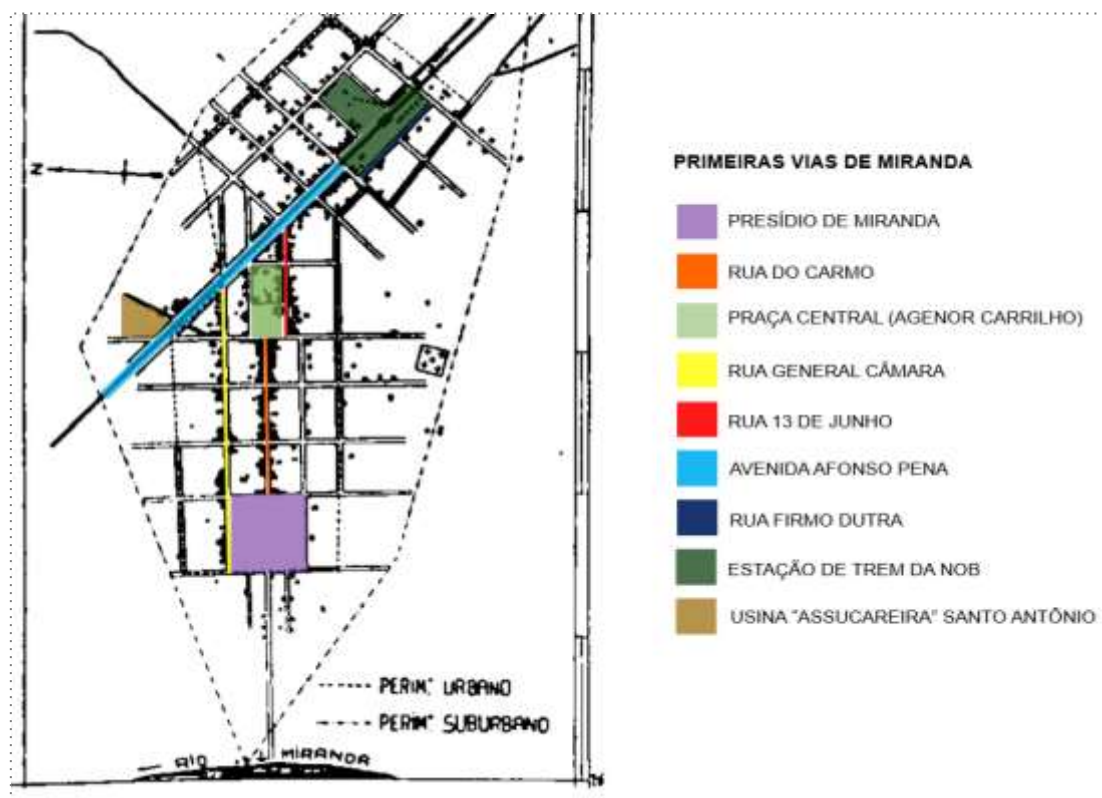 N
PERIM. URBANO
PERIM. SUBURBANO
RIO MIRANDA
PRIMEIRAS VIAS DE MIRANDA
PRESÍDIO DE MIRANDA
RUA DO CARMO
PRAÇA CENTRAL (AGENOR CARRILHO)
RUA GENERAL CÂMARA
RUA 13 DE JUNHO
AVENIDA AFONSO PENA
RUA FIRMO DUTRA
ESTAÇÃO DE TREM DA NOB
USINA "ASSUCAREIRA" SANTO ANTÔNIO